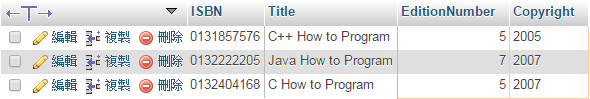 ISBN Title EditionNumber Copyright
編輯 複製 刪除 0131857576 C++ How to Program 5 2005
編輯 複製 刪除 0132222205 Java How to Program 7 2007
編輯 複製 刪除 0132404168 C How to Program 5 2007